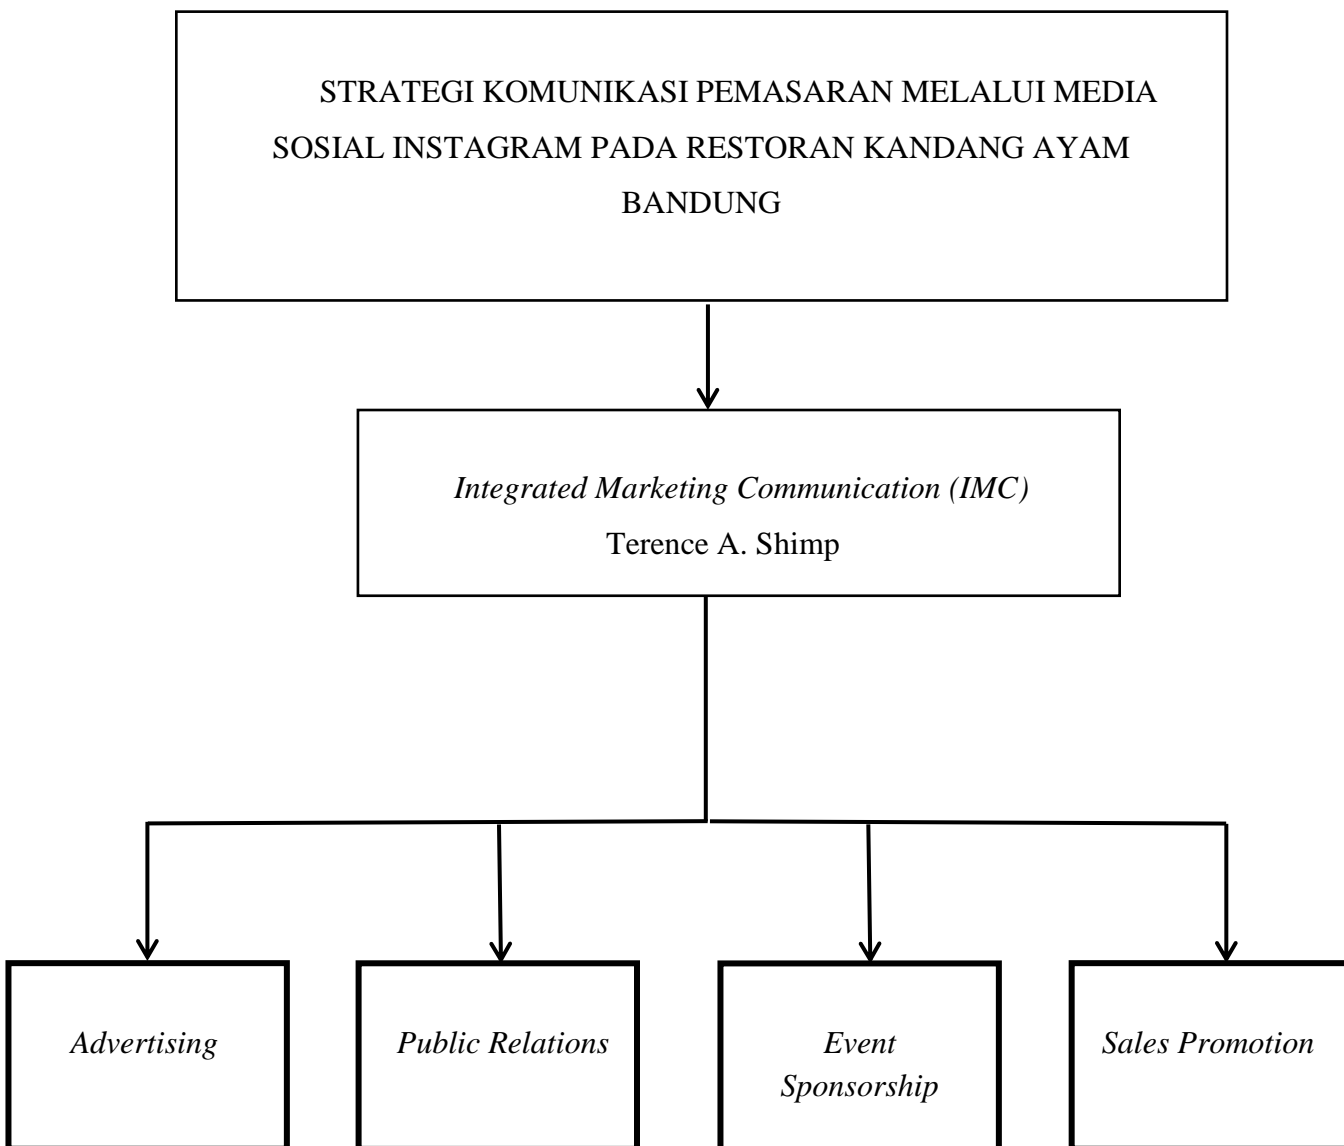 STRATEGI KOMUNIKASI PEMASARAN MELALUI MEDIA
SOSIAL INSTAGRAM PADA RESTORAN KANDANG AYAM
BANDUNG
Integrated Marketing Communication (IMC)
Terence A. Shimp
Advertising
Public Relations
Event
Sponsorship
Sales Promotion